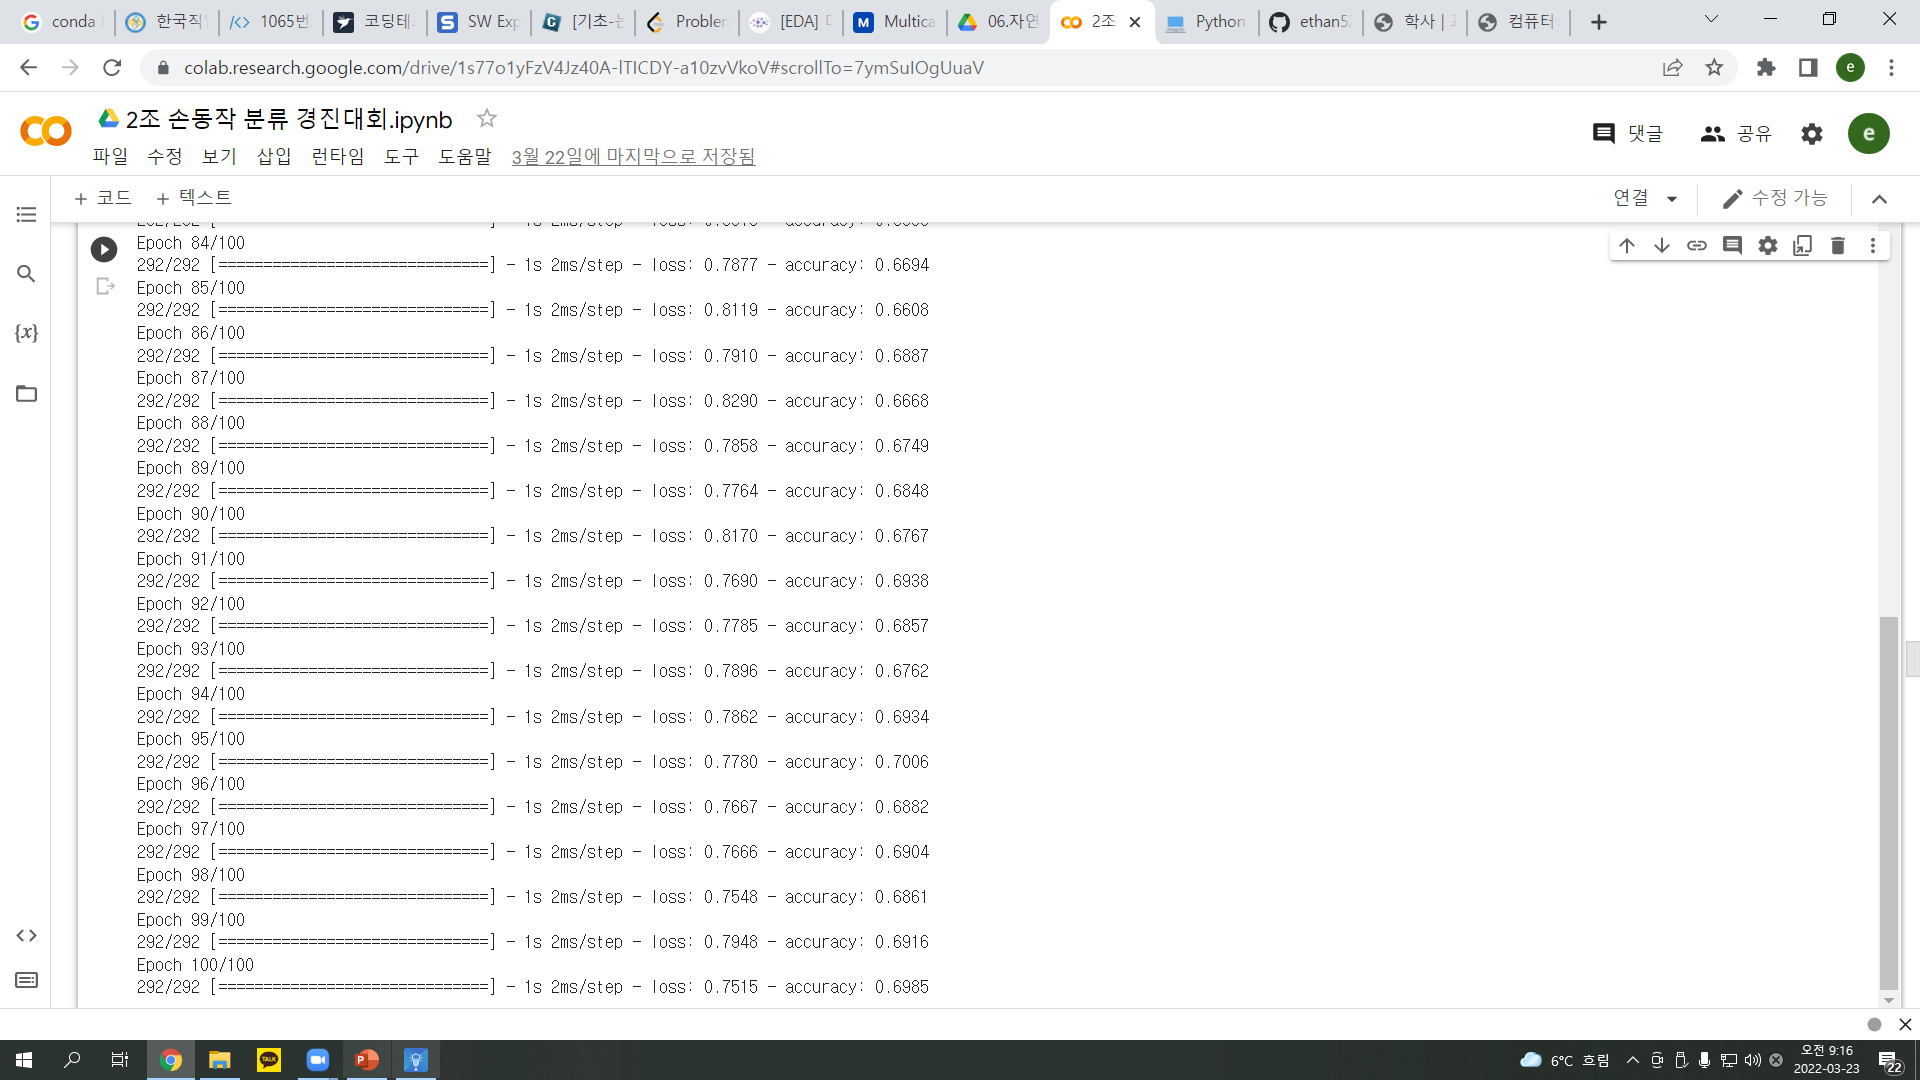 conda i
한국직업
1065번
코딩테스
SW Exp
[기초-논
Problem
[EDA] 데
Multica
06.자연
2조
Python
ethan52
학사 | 프
컴퓨터
colab.research.google.com/drive/1s77o1yFzV4Jz40A-lTICDY-a10zvVkoV#scrollTo=7ymSuIOgUuaV
e
2조 손동작 분류 경진대회.ipynb
댓글 공유 e
파일 수정 보기 삽입 런타임 도구 도움말 3월 22일에 마지막으로 저장됨
+ 코드 + 텍스트 연결 수정 가능
Epoch 84/100
292/292 [==============================] - 1s 2ms/step - loss: 0.7877 - accuracy: 0.6694
Epoch 85/100
292/292 [==============================] - 1s 2ms/step - loss: 0.8119 - accuracy: 0.6608
Epoch 86/100
292/292 [==============================] - 1s 2ms/step - loss: 0.7910 - accuracy: 0.6887
Epoch 87/100
292/292 [==============================] - 1s 2ms/step - loss: 0.8290 - accuracy: 0.6668
Epoch 88/100
292/292 [==============================] - 1s 2ms/step - loss: 0.7858 - accuracy: 0.6749
Epoch 89/100
292/292 [==============================] - 1s 2ms/step - loss: 0.7764 - accuracy: 0.6848
Epoch 90/100
292/292 [==============================] - 1s 2ms/step - loss: 0.8170 - accuracy: 0.6767
Epoch 91/100
292/292 [==============================] - 1s 2ms/step - loss: 0.7690 - accuracy: 0.6938
Epoch 92/100
292/292 [==============================] - 1s 2ms/step - loss: 0.7785 - accuracy: 0.6857
Epoch 93/100
292/292 [==============================] - 1s 2ms/step - loss: 0.7896 - accuracy: 0.6762
Epoch 94/100
292/292 [==============================] - 1s 2ms/step - loss: 0.7862 - accuracy: 0.6934
Epoch 95/100
292/292 [==============================] - 1s 2ms/step - loss: 0.7780 - accuracy: 0.7006
Epoch 96/100
292/292 [==============================] - 1s 2ms/step - loss: 0.7667 - accuracy: 0.6882
Epoch 97/100
292/292 [==============================] - 1s 2ms/step - loss: 0.7666 - accuracy: 0.6904
Epoch 98/100
292/292 [==============================] - 1s 2ms/step - loss: 0.7548 - accuracy: 0.6861
Epoch 99/100
292/292 [==============================] - 1s 2ms/step - loss: 0.7948 - accuracy: 0.6916
Epoch 100/100
292/292 [==============================] - 1s 2ms/step - loss: 0.7515 - accuracy: 0.6985
TALK
6°C 흐림
오전 9:16
2022-03-23
22